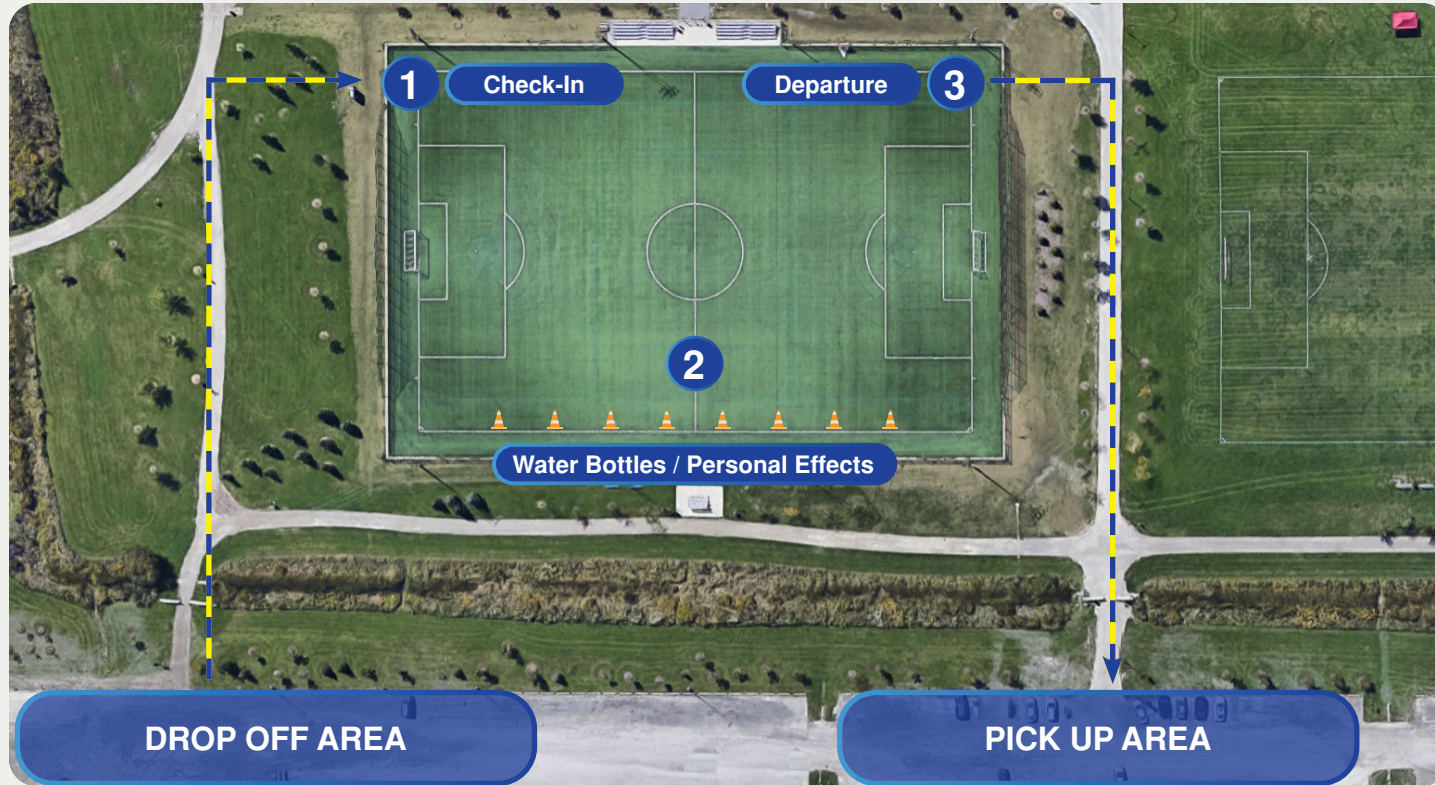 1
Check-In
Departure
3
2
Water Bottles / Personal Effects
DROP OFF AREA
PICK UP AREA